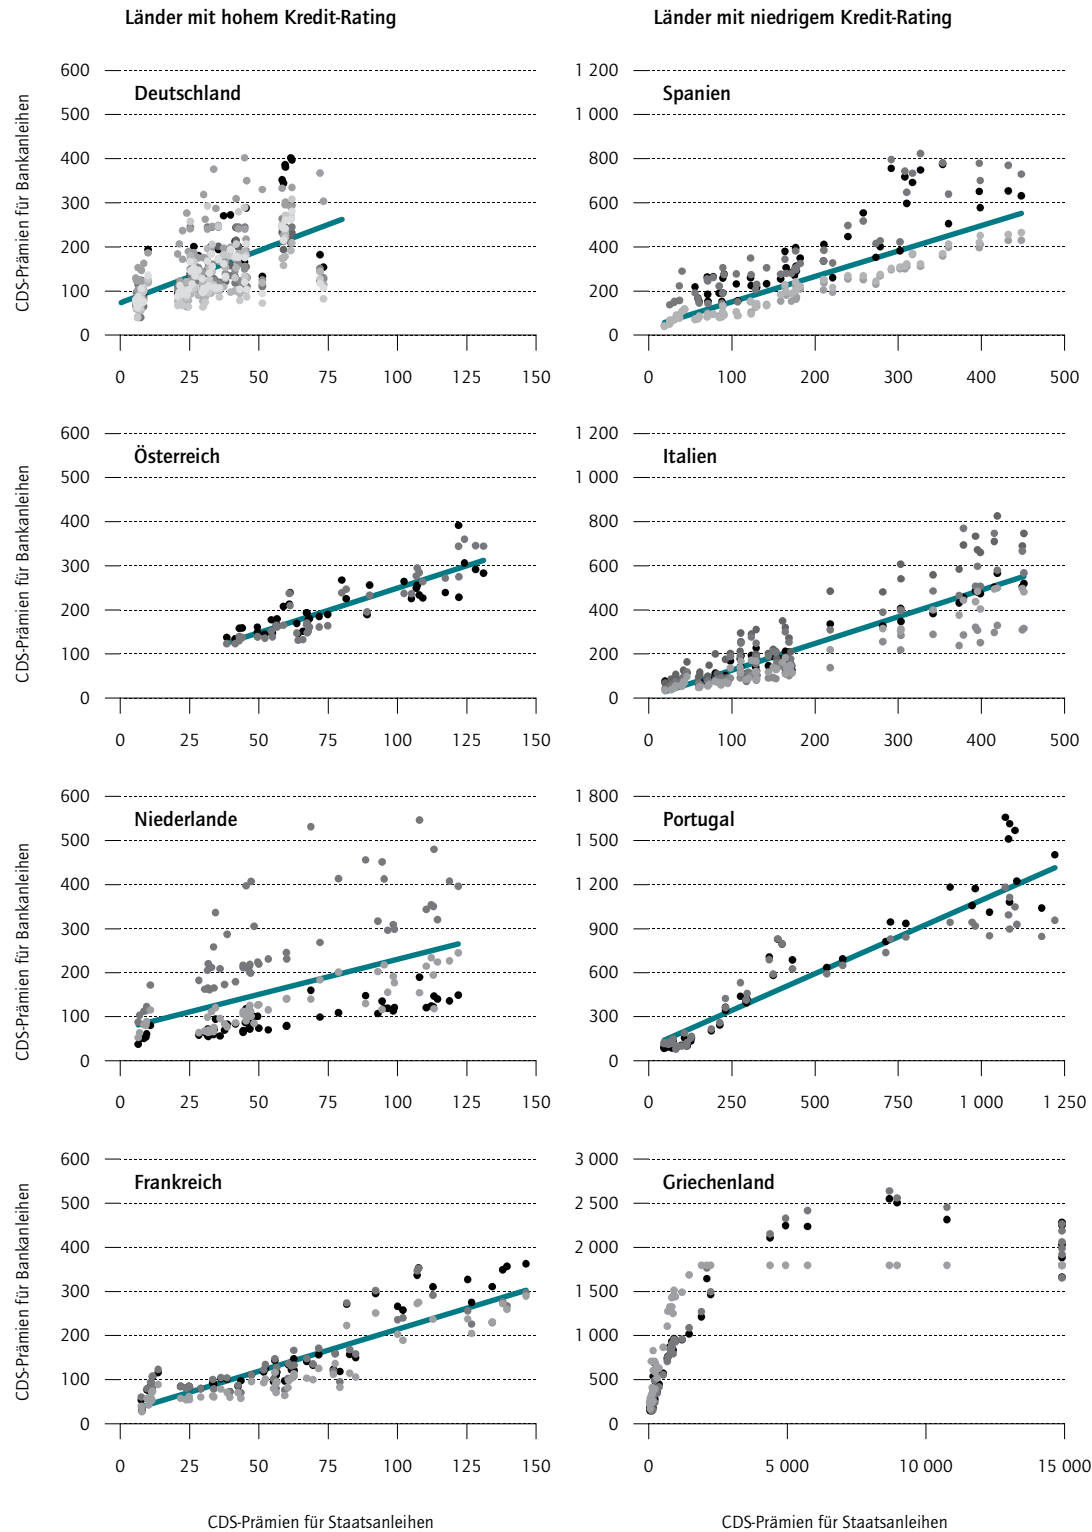 Länder mit hohem Kredit-Rating
Länder mit niedrigem Kredit-Rating
CDS-Prämien für Bankanleihen
600
500
400
300
200
100
0
Deutschland
0 25 50 75 100 125 150
1 200
1 000
800
600
400
200
0
Spanien
0 100 200 300 400 500
CDS-Prämien für Bankanleihen
600
500
400
300
200
100
0
Österreich
0 25 50 75 100 125 150
1 200
1 000
800
600
400
200
0
Italien
0 100 200 300 400 500
CDS-Prämien für Bankanleihen
600
500
400
300
200
100
0
Niederlande
0 25 50 75 100 125 150
1 800
1 500
1 200
900
600
300
0
Portugal
0 250 500 750 1 000 1 250
CDS-Prämien für Bankanleihen
600
500
400
300
200
100
0
Frankreich
0 25 50 75 100 125 150
CDS-Prämien für Staatsanleihen
3 000
2 500
2 000
1 500
1 000
500
0
Griechenland
0 5 000 10 000 15 000
CDS-Prämien für Staatsanleihen